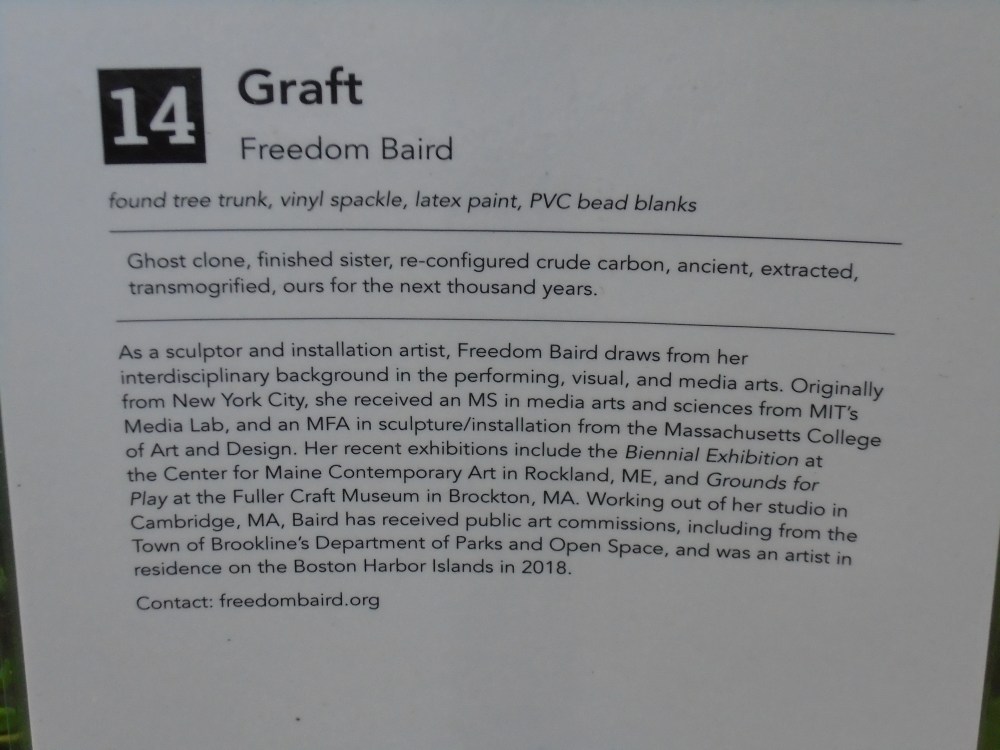 14
Graft
Freedom Baird
found tree trunk, vinyl spackle, latex paint, PVC bead blanks
Ghost clone, finished sister, re-configured crude carbon, ancient, extracted,
transmogrified, ours for the next thousand years.
As a sculptor and installation artist, Freedom Baird draws from her
interdisciplinary background in the performing, visual, and media arts. Originally
from New York City, she received an MS in media arts and sciences from MIT's
Media Lab, and an MFA in sculpture/installation from the Massachusetts College
of Art and Design. Her recent exhibitions include the Biennial Exhibition at
the Center for Maine Contemporary Art in Rockland, ME, and Grounds for
Play at the Fuller Craft Museum in Brockton, MA. Working out of her studio in
Cambridge, MA, Baird has received public art commissions, including from the
Town of Brookline's Department of Parks and Open Space, and was an artist in
residence on the Boston Harbor Islands in 2018.
Contact: freedombaird.org